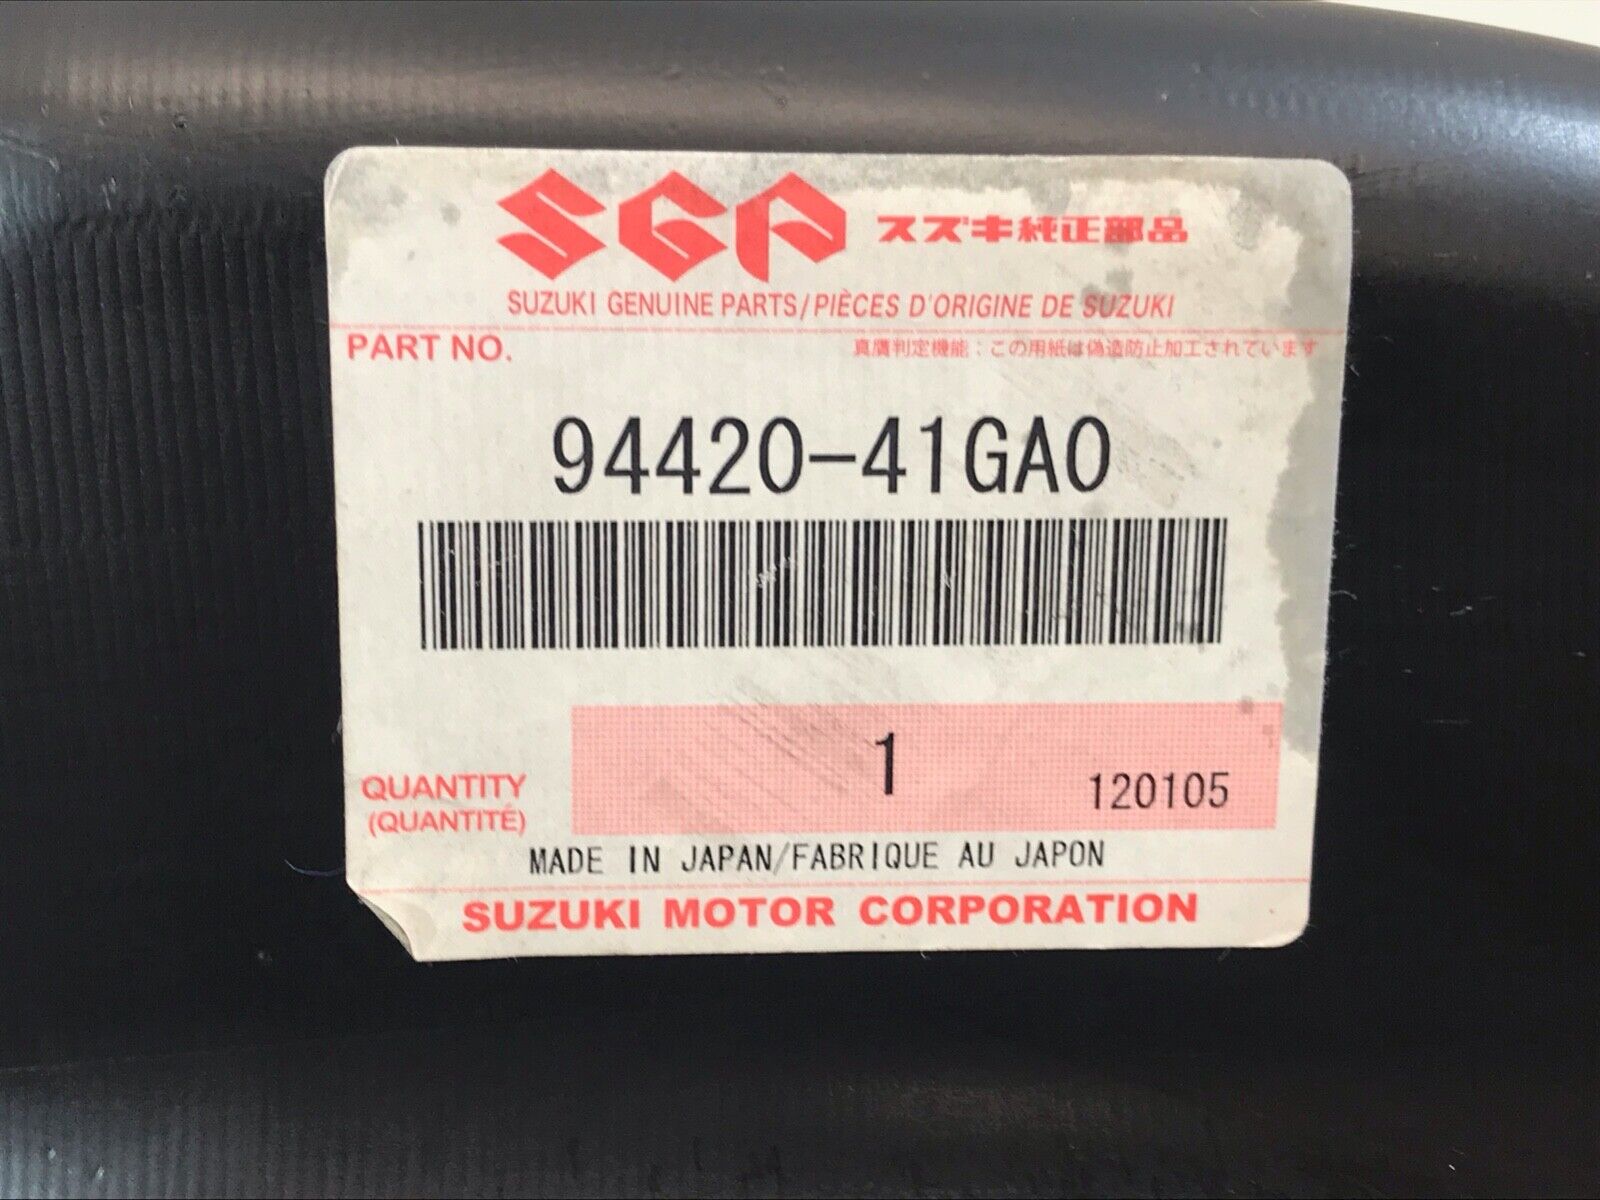 SGP スズキ純正部品
SUZUKI GENUINE PARTS/PIÈCES D'ORIGINE DE SUZUKI
PART NO.
真贋判定機能：この用紙は偽造防止加工されています
94420-41GA0
1
120105
QUANTITY
(QUANTITÉ)
MADE IN JAPAN/FABRIQUE AU JAPON
SUZUKI MOTOR CORPORATION